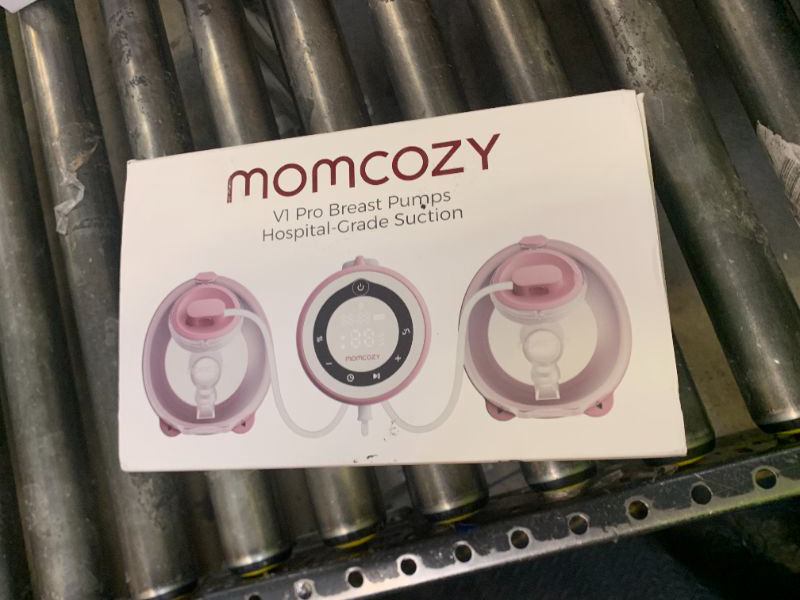 momcozy
V1 Pro Breast Pumps
Hospital-Grade Suction
momcozy